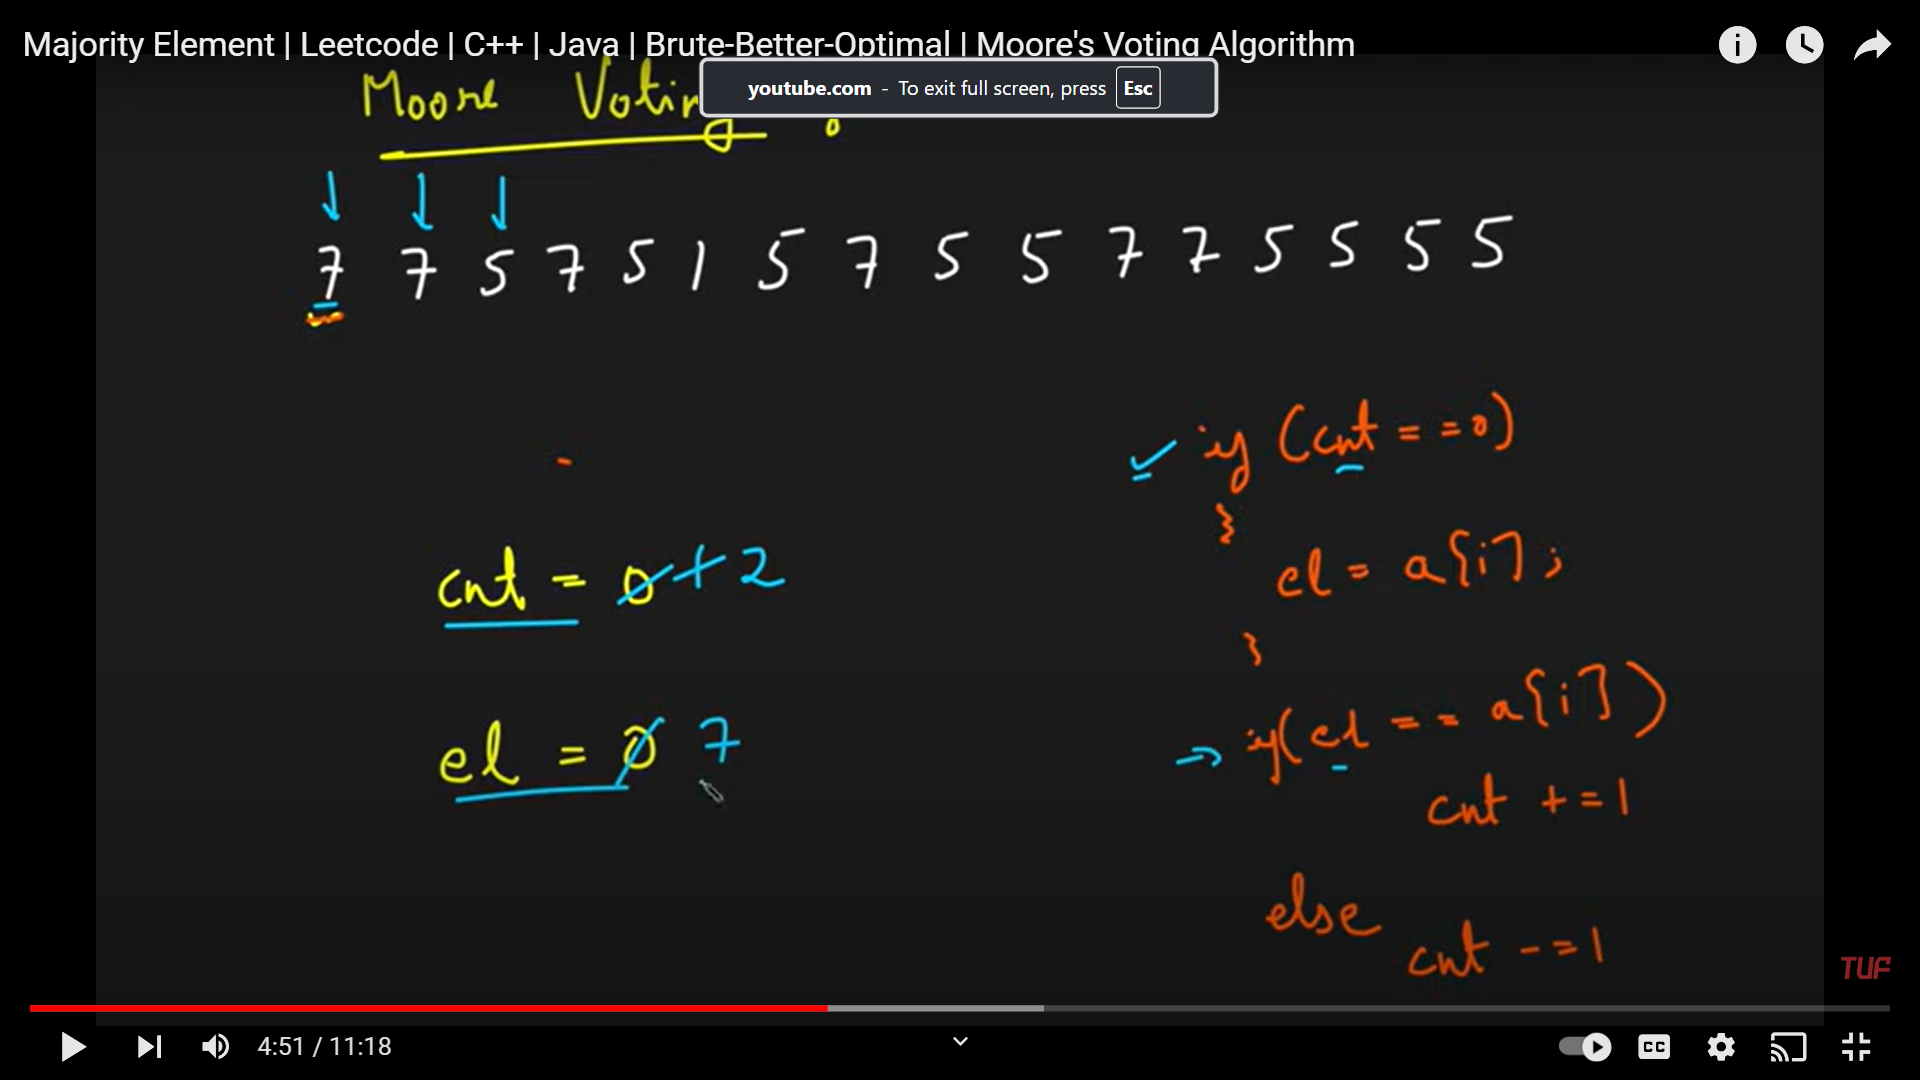 Majority Element | Leetcode | C++ | Java | Brute-Better-Optimal | Moore's Voting Algorithm
youtube.com - To exit full screen, press Esc
Moore Voting
7 7 5 7 5 1 5 7 5 5 7 7 5 5 5 5
if (cnt == 0)
{
el = a[i];
}
cnt = 0 + 2
el = 0 7
if(el == a[i])
cnt += 1
else
cnt -= 1
TUF
4:51 / 11:18
CC